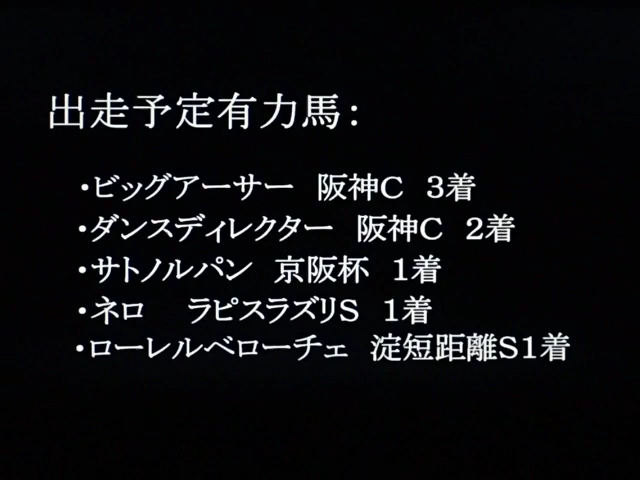 出走予定有力馬：
・ビッグアーサー　阪神Ｃ　３着
・ダンスディレクター　阪神Ｃ　２着
・サトノルパン　京阪杯　１着
・ネロ　　ラピスラズリＳ　１着
・ローレルベローチェ　淀短距離Ｓ１着